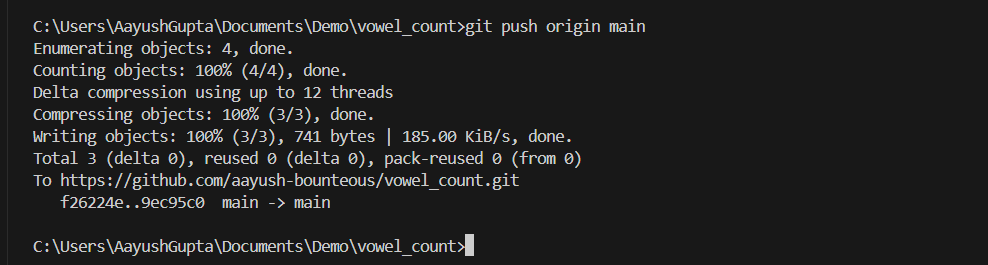 C:\Users\AayushGupta\Documents\Demo\vowel_count>git push origin main
Enumerating objects: 4, done.
Counting objects: 100% (4/4), done.
Delta compression using up to 12 threads
Compressing objects: 100% (3/3), done.
Writing objects: 100% (3/3), 741 bytes | 185.00 KiB/s, done.
Total 3 (delta 0), reused 0 (delta 0), pack-reused 0 (from 0)
To https://github.com/aayush-bounteous/vowel_count.git
   f26224e..9ec95c0  main -> main
C:\Users\AayushGupta\Documents\Demo\vowel_count>